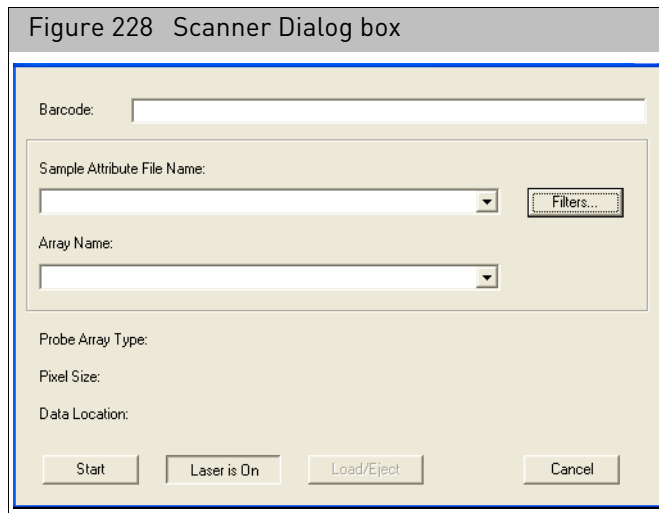 Figure 228 Scanner Dialog box
Barcode:
Sample Attribute File Name:
Filters...
Array Name:
Probe Array Type:
Pixel Size:
Data Location:
Start Laser is On Load/Eject Cancel